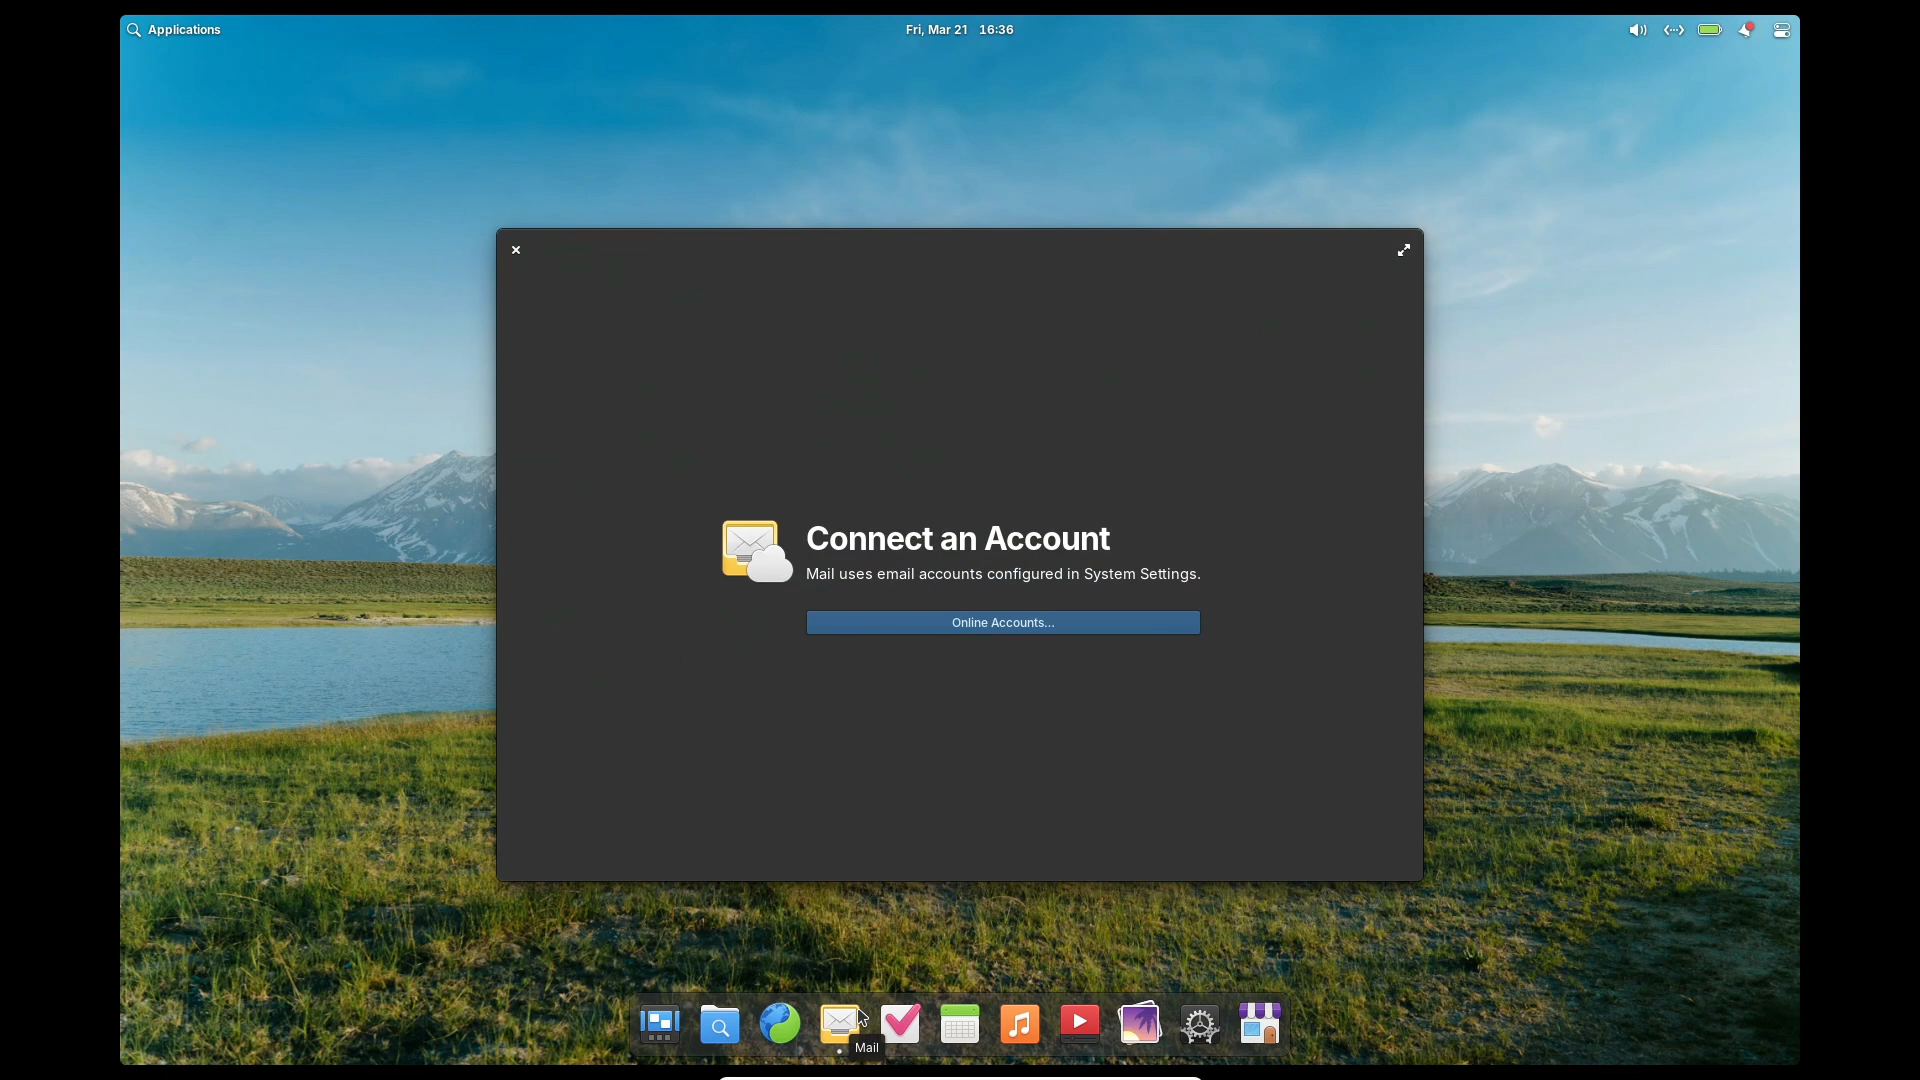 Applications
Fri, Mar 21 16:36
Connect an Account
Mail uses email accounts configured in System Settings.
Online Accounts…
Mail